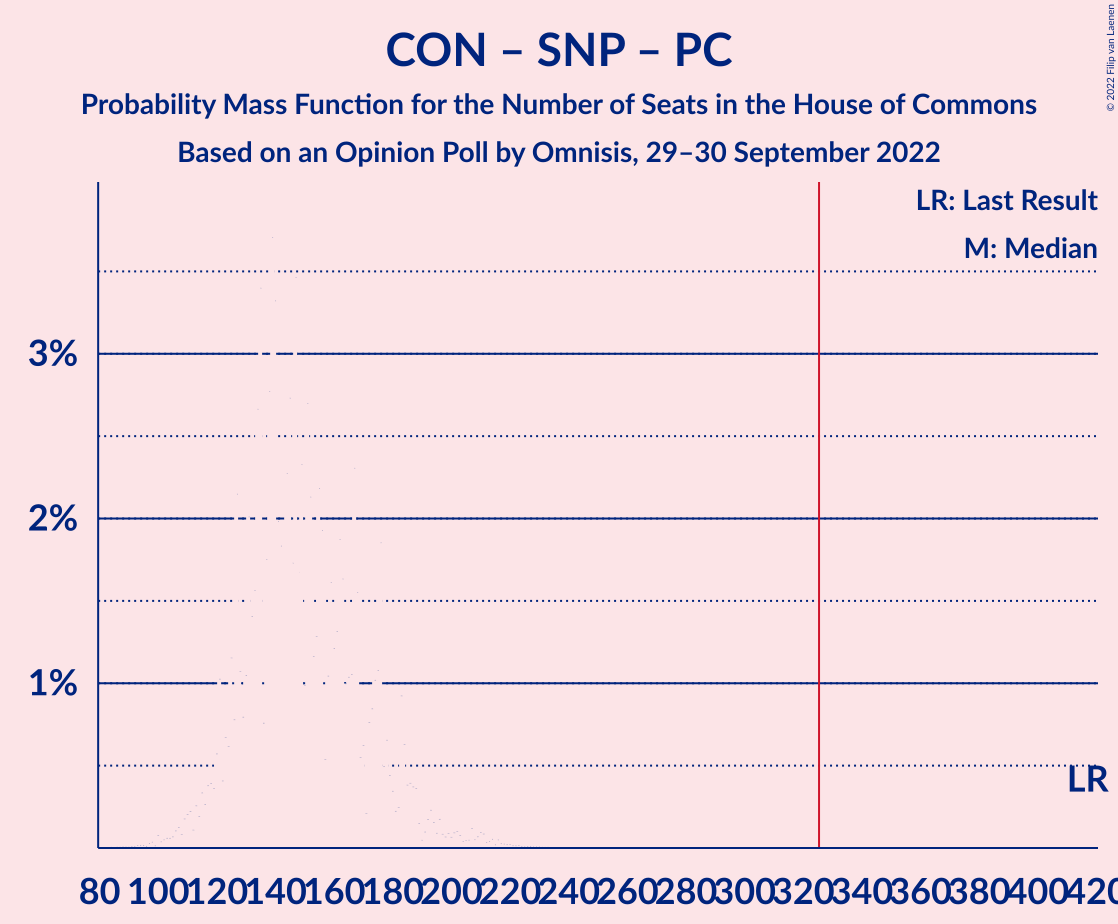 CON – SNP – PC
Probability Mass Function for the Number of Seats in the House of Commons
Based on an Opinion Poll by Omnisis, 29–30 September 2022
© 2022 Filip van Laenen
LR: Last Result
M: Median
3%
2%
1%
LR
80 100 120 140 160 180 200 220 240 260 280 300 320 340 360 380 400 420